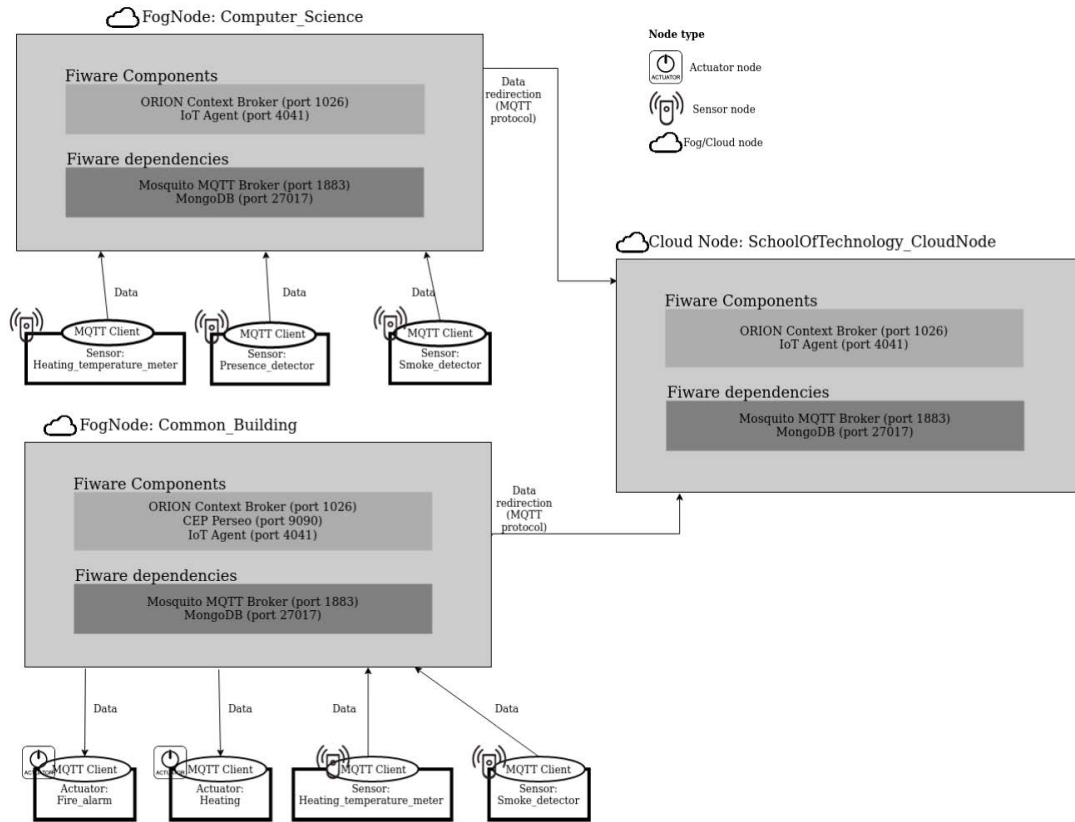 FogNode: Computer_Science
Fiware Components
ORION Context Broker (port 1026)
IoT Agent (port 4041)
Fiware dependencies
Mosquito MQTT Broker (port 1883)
MongoDB (port 27017)
Data
redirection
(MQTT
protocol)
Node type
ACTUATOR
Actuator node
Sensor node
Fog/Cloud node
Data
Data
Data
MQTT Client
Sensor:
Heating_temperature_meter
MQTT Client
Sensor:
Presence_detector
MQTT Client
Sensor:
Smoke_detector
Cloud Node: SchoolOfTechnology_CloudNode
Fiware Components
ORION Context Broker (port 1026)
IoT Agent (port 4041)
Fiware dependencies
Mosquito MQTT Broker (port 1883)
MongoDB (port 27017)
FogNode: Common_Building
Fiware Components
ORION Context Broker (port 1026)
CEP Perseo (port 9090)
IoT Agent (port 4041)
Fiware dependencies
Mosquito MQTT Broker (port 1883)
MongoDB (port 27017)
Data
redirection
(MQTT
protocol)
Data
Data
Data
Data
ACTUATOR
MQTT Client
Actuator:
Fire_alarm
ACTUATOR
MQTT Client
Actuator:
Heating
MQTT Client
Sensor:
Heating_temperature_meter
MQTT Client
Sensor:
Smoke_detector